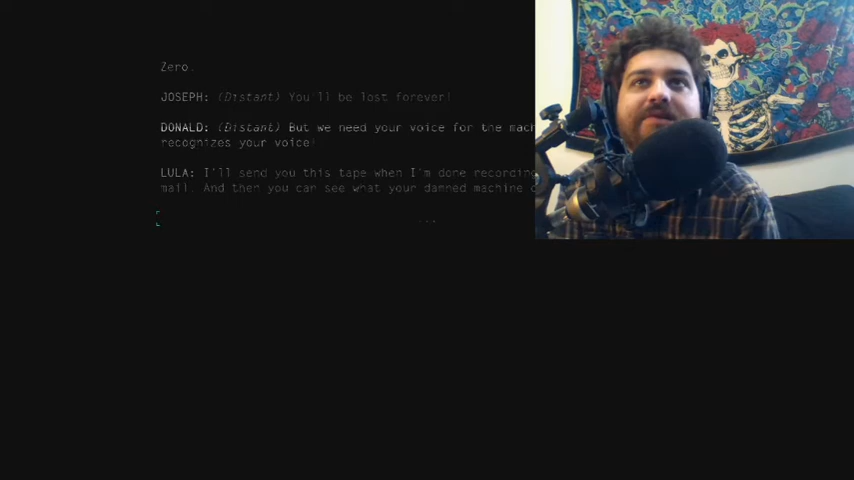 Zero.
JOSEPH: (Distant) You'll be lost forever!
DONALD: (Distant) But we need your voice for the
recognizes your voice!
LULA: I'll send you this tape when I'm done recording
mail. And then you can see what your damned machine
...